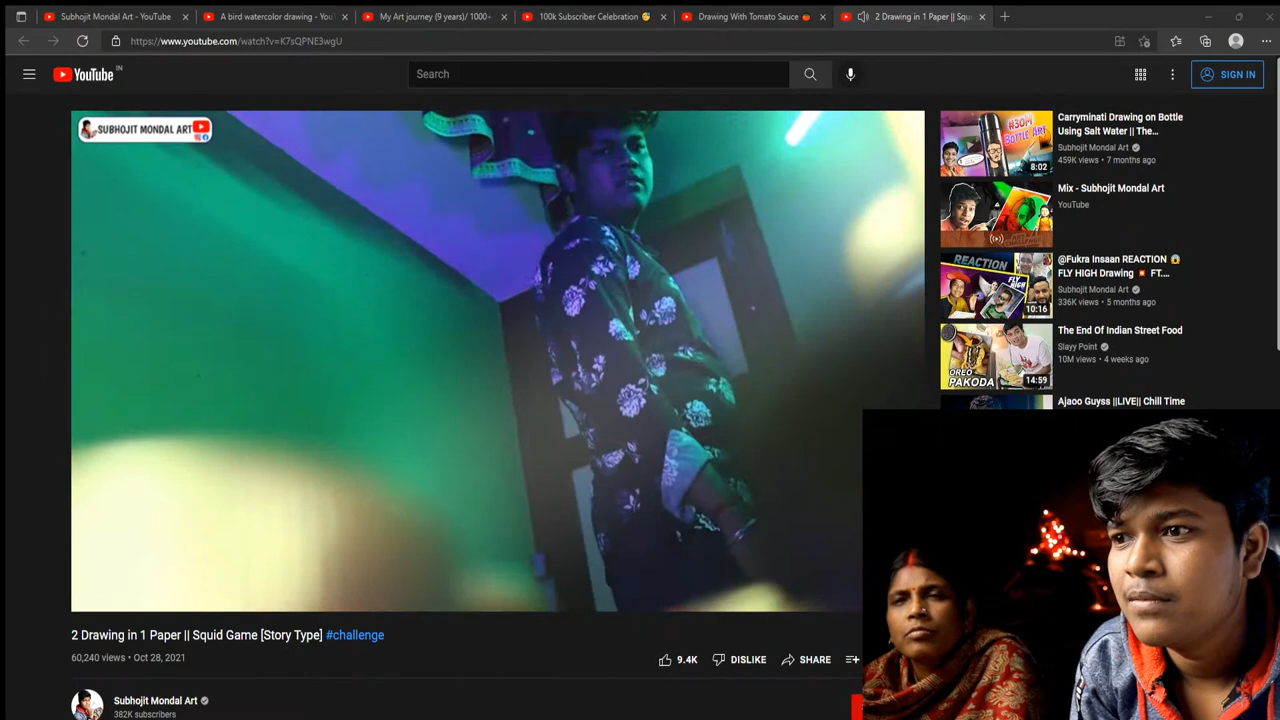 Subhojit Mondal Art - YouTube
A bird watercolor drawing - You
My Art journey (9 years)/ 1000+
100k Subscriber Celebration 🥳
Drawing With Tomato Sauce 🍅
2 Drawing in 1 Paper || Squi
https://www.youtube.com/watch?v=K7sQPNE3wgU
YouTube IN
Search
SIGN IN
SUBHOJIT MONDAL ART
#30M
BOTTLE
ART
8:02
Carryminati Drawing on Bottle
Using Salt Water || The...
Subhojit Mondal Art
459K views • 7 months ago
Mix - Subhojit Mondal Art
YouTube
REACTION
FLY
HIGH
10:16
@Fukra Insaan REACTION 😱
FLY HIGH Drawing 💥 FT....
Subhojit Mondal Art
336K views • 5 months ago
OREO
PAKODA
14:59
The End Of Indian Street Food
Slayy Point
10M views • 4 weeks ago
Ajaoo Guyss ||LIVE|| Chill Time
2 Drawing in 1 Paper || Squid Game [Story Type] #challenge
60,240 views • Oct 28, 2021
9.4K
DISLIKE
SHARE
Subhojit Mondal Art
382K subscribers